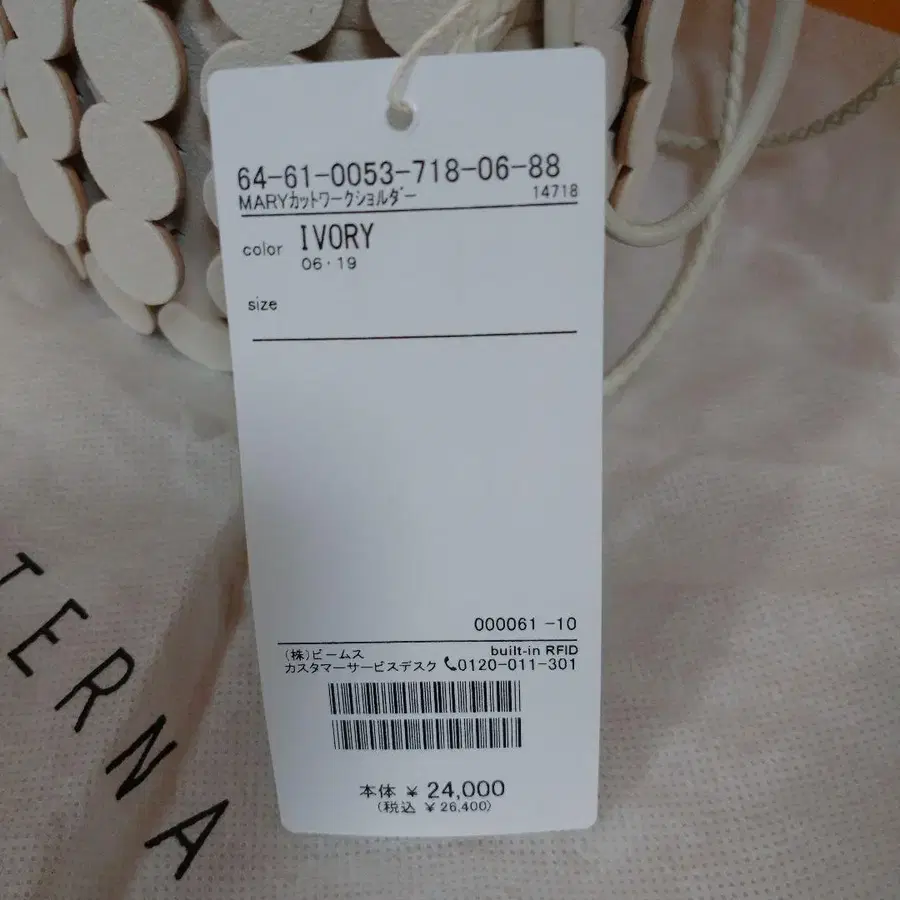 64-61-0053-718-06-88
MARYカットワークショルダー
14718
color IVORY
06・19
size
000061 -10
(株)ビームス
built-in RFID
カスタマーサービスデスク 0120-011-301
本体 ¥ 24,000
(税込 ¥ 26,400)
TERNA